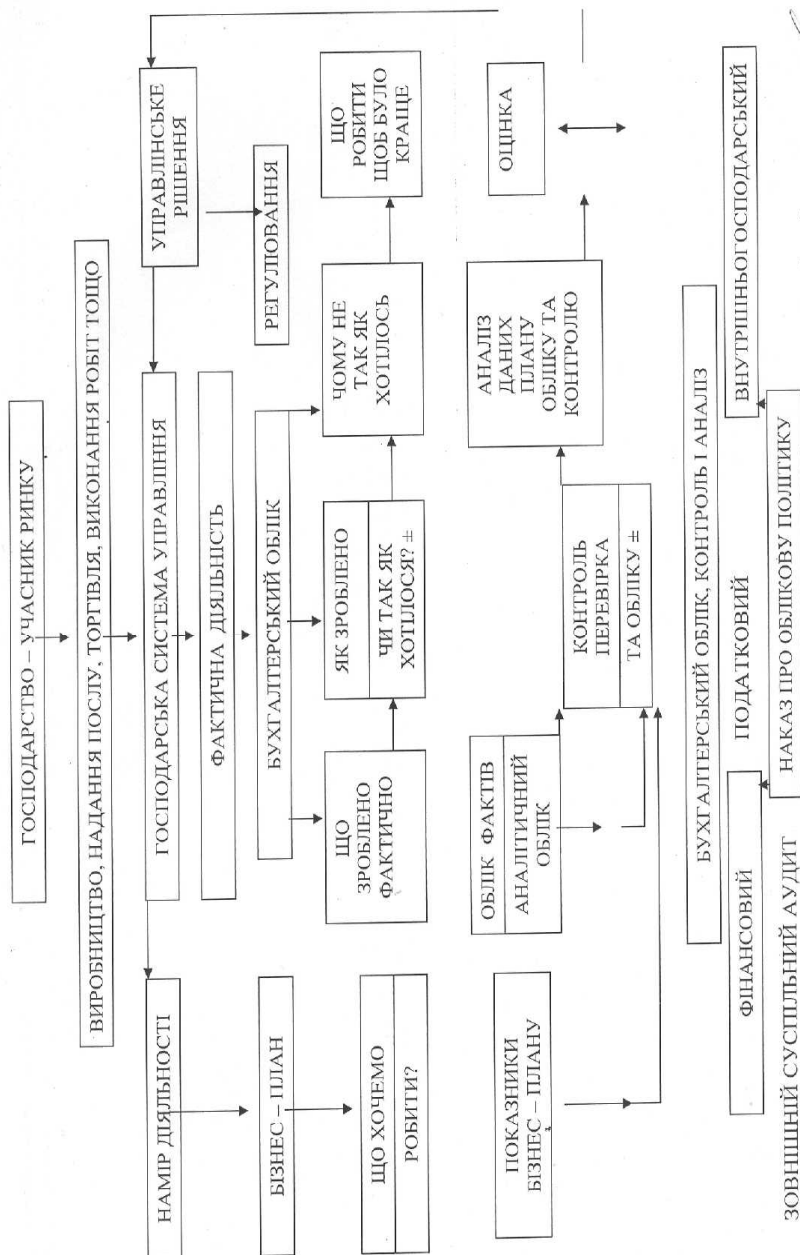 ГОСПОДАРСТВО – УЧАСНИК РИНКУ
ВИРОБНИЦТВО, НАДАННЯ ПОСЛУ, ТОРГІВЛЯ, ВИКОНАННЯ РОБІТ ТОЩО
НАМІР ДІЯЛЬНОСТІ
ГОСПОДАРСЬКА СИСТЕМА УПРАВЛІННЯ
УПРАВЛІНСЬКЕ
РІШЕННЯ
ФАКТИЧНА ДІЯЛЬНІСТЬ
БІЗНЕС – ПЛАН
БУХГАЛТЕРСЬКИЙ ОБЛІК
РЕГУЛЮВАННЯ
ЩО ХОЧЕМО
РОБИТИ?
ЩО
ЗРОБЛЕНО
ФАКТИЧНО
ЯК ЗРОБЛЕНО
ЧИ ТАК ЯК
ХОТІЛОСЯ? ±
ЧОМУ НЕ
ТАК ЯК
ХОТІЛОСЬ
ЩО
РОБИТИ
ЩОБ БУЛО
КРАЩЕ
ПОКАЗНИКИ
БІЗНЕС – ПЛАНУ
ОБЛІК ФАКТІВ
АНАЛІТИЧНИЙ
ОБЛІК
КОНТРОЛЬ
ПЕРЕВІРКА
ТА ОБЛІКУ ±
АНАЛІЗ
ДАНИХ
ПЛАНУ
ОБЛІКУ ТА
КОНТРОЛЮ
ОЦІНКА
БУХГАЛТЕРСЬКИЙ ОБЛІК, КОНТРОЛЬ І АНАЛІЗ
ФІНАНСОВИЙ
ПОДАТКОВИЙ
ВНУТРІШНЬОГОСПОДАРСЬКИЙ
ЗОВНІШНІЙ СУСПІЛЬНИЙ АУДИТ
НАКАЗ ПРО ОБЛІКОВУ ПОЛІТИКУ